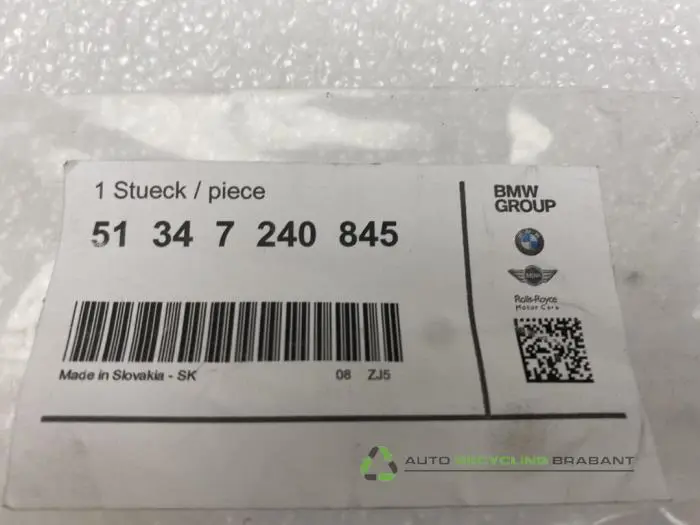 1 Stueck / piece
51 34 7 240 845
BMW
GROUP
MINI
Rolls-Royce
Motor Cars
Made in Slovakia - SK
08 ZJ5
AUTO RECYCLING BRABANT